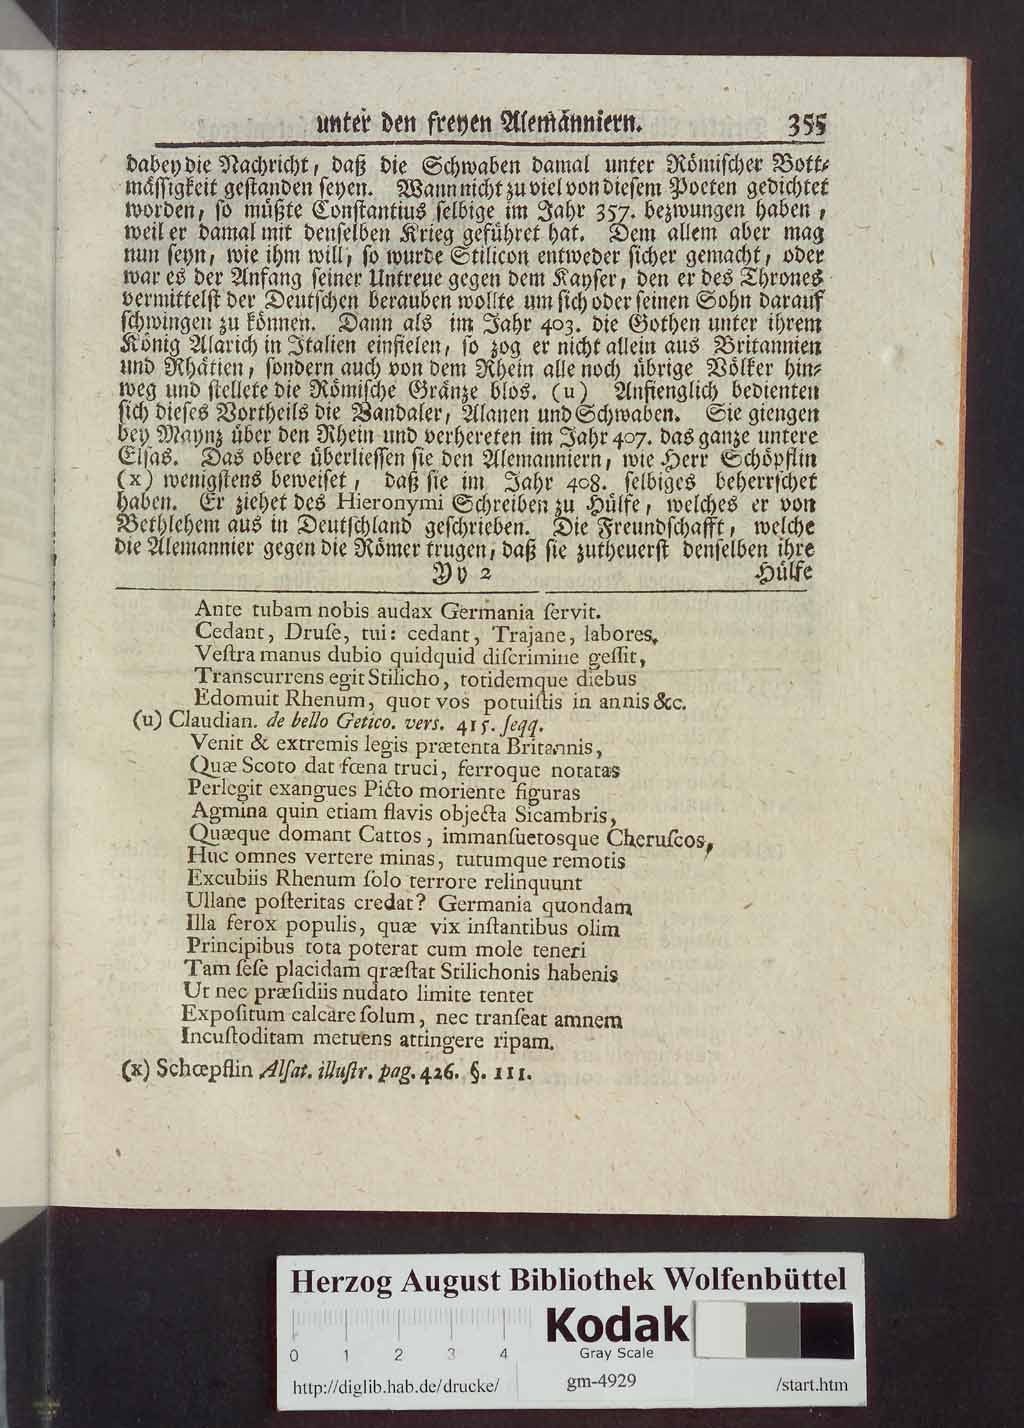 unter den freyen Alemänniern. 355
dabey die Nachricht, daß die Schwaben damal unter Römischer Bott-
mässigkeit gestanden seyen. Wann nicht zu viel von diesem Poeten gedichtet
worden, so müßte Constantius selbige im Jahr 357. bezwungen haben,
weil er damal mit denselben Krieg geführet hat. Dem allem aber mag
nun seyn, wie ihm will, so wurde Stilicon entweder sicher gemacht, oder
war es der Anfang seiner Untreue gegen dem Kayser, den er des Thrones
vermittelst der Deutschen berauben wollte um sich oder seinen Sohn darauf
schwingen zu können. Dann als im Jahr 403. die Gothen unter ihrem
König Alarich in Italien einfielen, so zog er nicht allein aus Britannien
und Rhätien, sondern auch von dem Rhein alle noch übrige Völker hin-
weg und stellete die Römische Gränze blos. (u) Anfienglich bedienten
sich dieses Vortheils die Vandaler, Alanen und Schwaben. Sie giengen
bey Maynz über den Rhein und verhereten im Jahr 407. das ganze untere
Elsas. Das obere überliessen sie den Alemanniern, wie Herr Schöpflin
(x) wenigstens beweiset, daß sie im Jahr 408. selbiges beherrschet
haben. Er ziehet des Hieronymi Schreiben zu Hülfe, welches er von
Bethlehem aus in Deutschland geschrieben. Die Freundschafft, welche
die Alemannier gegen die Römer trugen, daß sie zutheuerst denselben ihre
Yy 2 Hülfe
Ante tubam nobis audax Germania ſervit.
Cedant, Druſe, tui: cedant, Trajane, labores.
Veſtra manus dubio quidquid diſcrimine geſſit,
Transcurrens egit Stilicho, totidemque diebus
Edomuit Rhenum, quot vos potuiſtis in annis &c.
(u) Claudian. de bello Getico. vers. 415. ſeqq.
Venit & extremis legis prætenta Britannis,
Quæ Scoto dat fœna truci, ferroque notatas
Perlegit exangues Picto moriente figuras
Agmina quin etiam flavis objecta Sicambris,
Quæque domant Cattos, immanſuetosque Cheruſcos,
Huc omnes vertere minas, tutumque remotis
Excubiis Rhenum ſolo terrore relinquunt
Ullane poſteritas credat? Germania quondam
Illa ferox populis, quæ vix inſtantibus olim
Principibus tota poterat cum mole teneri
Tam ſeſe placidam præſtat Stilichonis habenis
Ut nec præſidiis nudato limite tentet
Expoſitum calcare ſolum, nec tranſeat amnem
Incuſtoditam metuens attingere ripam.
(x) Schœpflin Alſat. illuſtr. pag. 426. §. 111.
Herzog August Bibliothek Wolfenbüttel
Kodak
Gray Scale
0 1 2 3 4
http://diglib.hab.de/drucke/ gm-4929 /start.htm